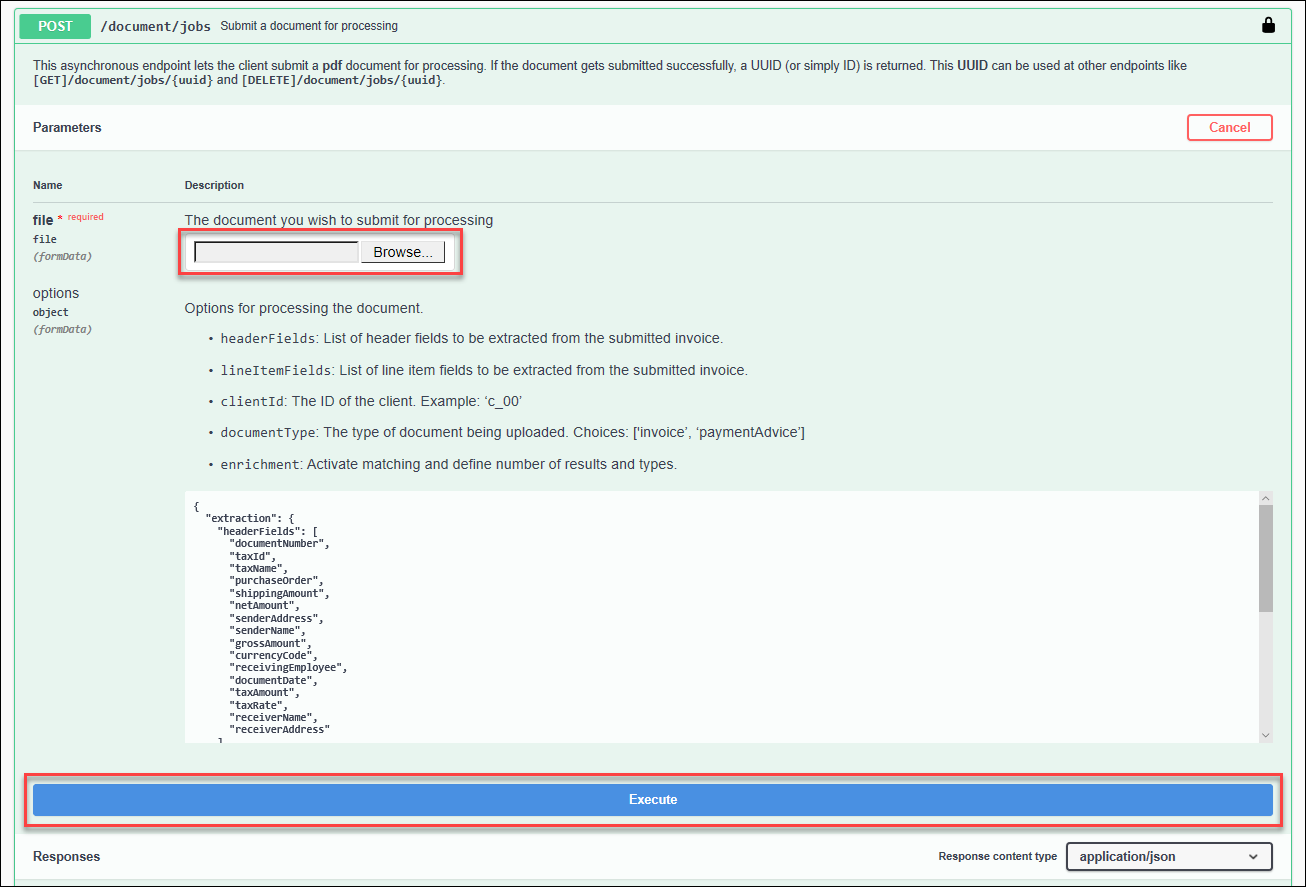 POST /document/jobs Submit a document for processing
This asynchronous endpoint lets the client submit a pdf document for processing. If the document gets submitted successfully, a UUID (or simply ID) is returned. This UUID can be used at other endpoints like
[GET]/document/jobs/{uuid} and [DELETE]/document/jobs/{uuid}.
Parameters Cancel
Name Description
file * required The document you wish to submit for processing
file
Browse...
(formData)
options
Options for processing the document.
object
(formData)
• headerFields: List of header fields to be extracted from the submitted invoice.
• lineItemFields: List of line item fields to be extracted from the submitted invoice.
• clientId: The ID of the client. Example: ‘c_00’
• documentType: The type of document being uploaded. Choices: ['invoice’, ‘paymentAdvice’]
• enrichment: Activate matching and define number of results and types.
{
"extraction": {
"headerFields": [
"documentNumber",
"taxId",
"taxName",
"purchaseOrder",
"shippingAmount",
"netAmount",
"senderAddress",
"senderName",
"grossAmount",
"currencyCode",
"receivingEmployee",
"documentDate",
"taxAmount",
"taxRate",
"receiverName",
"receiverAddress"
]
Execute
Responses Response content type application/json